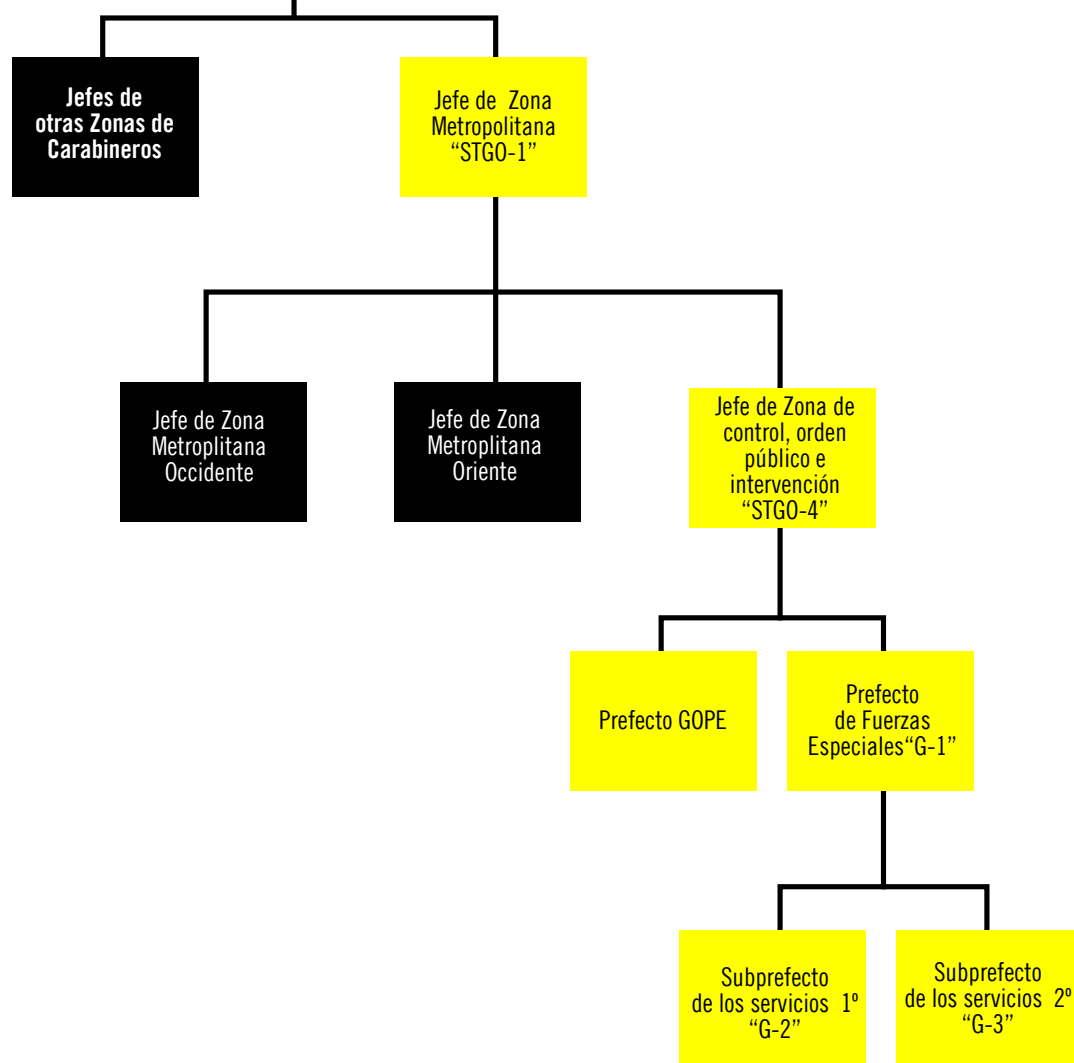 Jefes de
otras Zonas de
Carabineros
Jefe de Zona
Metropolitana
“STGO-1”
Jefe de Zona
Metroplitana
Occidente
Jefe de Zona
Metroplitana
Oriente
Jefe de Zona de
control, orden
público e
intervención
“STGO-4”
Prefecto GOPE
Prefecto
de Fuerzas
Especiales“G-1”
Subprefecto
de los servicios 1º
“G-2”
Subprefecto
de los servicios 2º
“G-3”